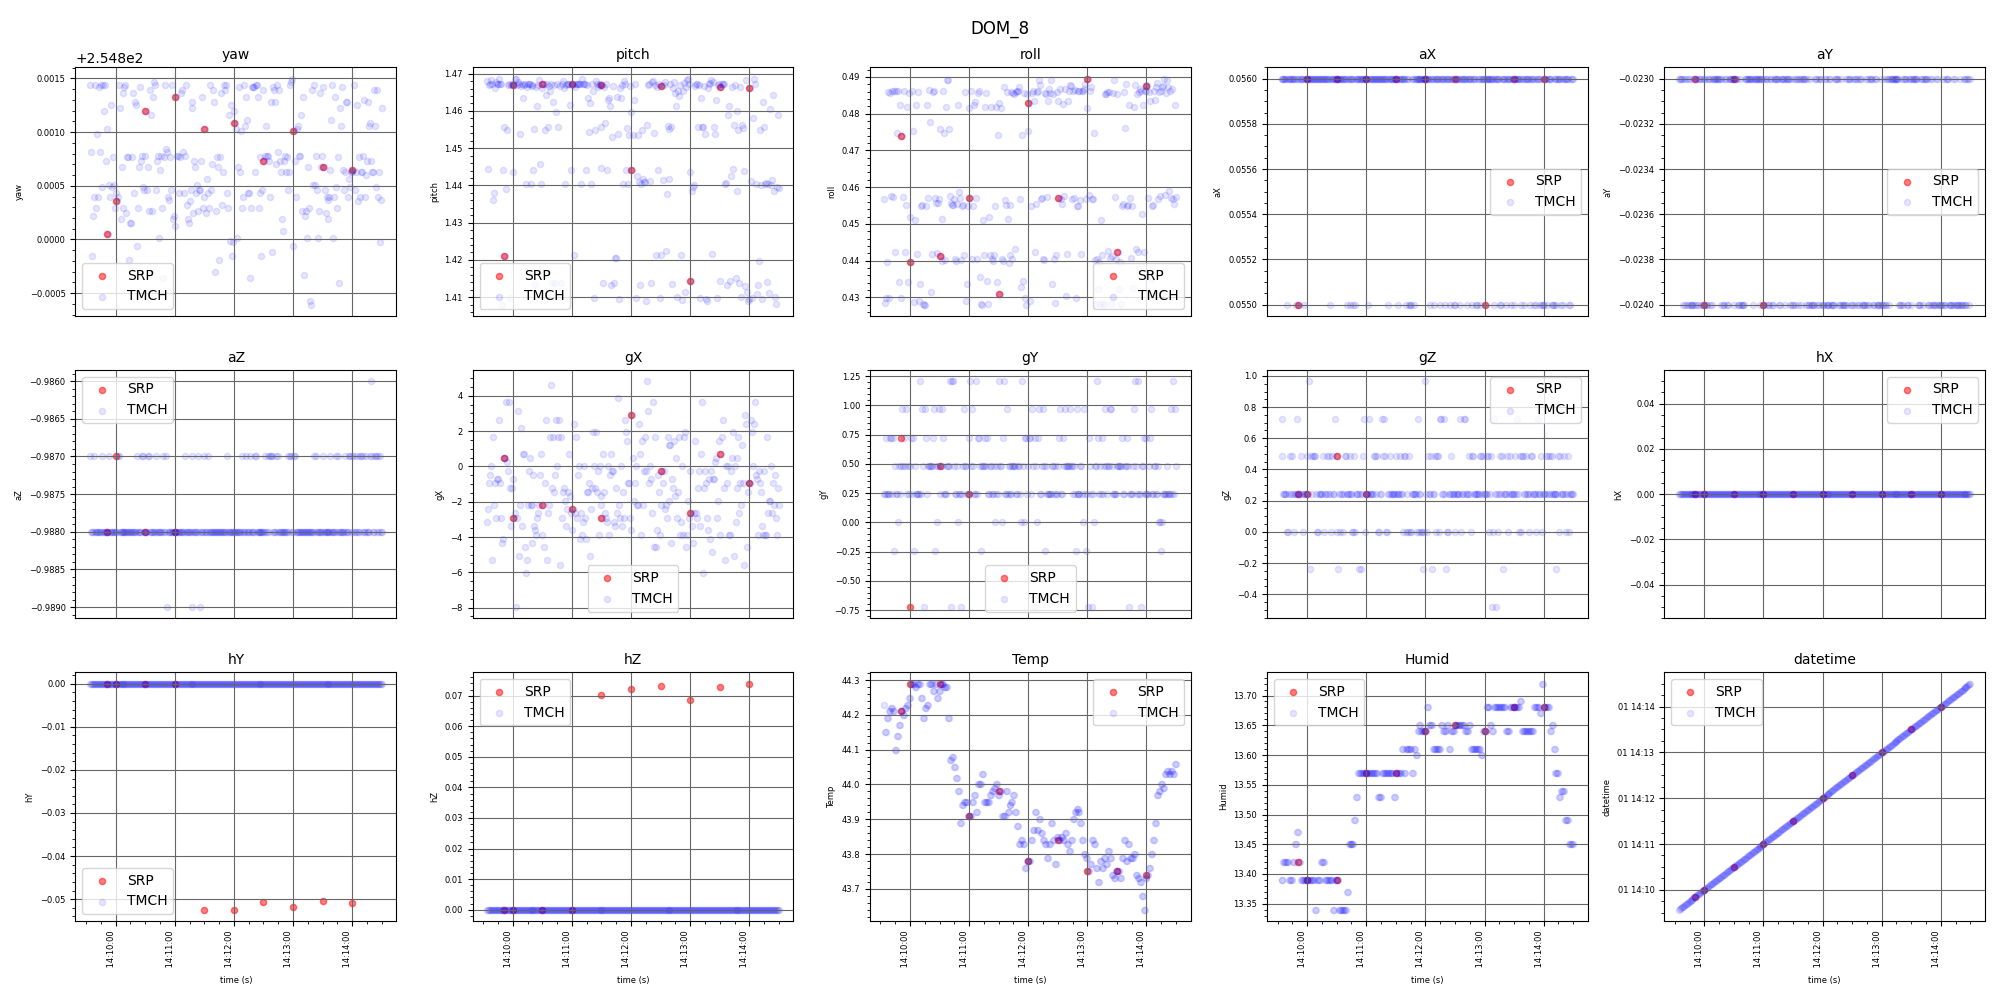 DOM_8
+2.548e2
yaw
pitch
roll
aX
aY
0.0015
0.0010
0.0005
0.0000
−0.0005
yaw
SRP
TMCH
1.47
1.46
1.45
1.44
1.43
1.42
1.41
pitch
SRP
TMCH
0.49
0.48
0.47
0.46
0.45
0.44
0.43
roll
SRP
TMCH
0.0560
0.0558
0.0556
0.0554
0.0552
0.0550
aX
SRP
TMCH
−0.0230
−0.0232
−0.0234
−0.0236
−0.0238
−0.0240
aY
SRP
TMCH
aZ
gX
gY
gZ
hX
−0.9860
−0.9865
−0.9870
−0.9875
−0.9880
−0.9885
−0.9890
aZ
SRP
TMCH
4
2
0
−2
−4
−6
−8
gX
SRP
TMCH
1.25
1.00
0.75
0.50
0.25
0.00
−0.25
−0.50
−0.75
gY
SRP
TMCH
1.0
0.8
0.6
0.4
0.2
0.0
−0.2
−0.4
gZ
SRP
TMCH
0.04
0.02
0.00
−0.02
−0.04
hX
SRP
TMCH
hY
hZ
Temp
Humid
datetime
0.00
−0.01
−0.02
−0.03
−0.04
−0.05
hY
SRP
TMCH
14:10:00
14:11:00
14:12:00
14:13:00
14:14:00
time (s)
0.07
0.06
0.05
0.04
0.03
0.02
0.01
0.00
hZ
SRP
TMCH
14:10:00
14:11:00
14:12:00
14:13:00
14:14:00
time (s)
44.3
44.2
44.1
44.0
43.9
43.8
43.7
Temp
SRP
TMCH
14:10:00
14:11:00
14:12:00
14:13:00
14:14:00
time (s)
13.70
13.65
13.60
13.55
13.50
13.45
13.40
13.35
Humid
SRP
TMCH
14:10:00
14:11:00
14:12:00
14:13:00
14:14:00
time (s)
01 14:14
01 14:13
01 14:12
01 14:11
01 14:10
datetime
SRP
TMCH
14:10:00
14:11:00
14:12:00
14:13:00
14:14:00
time (s)